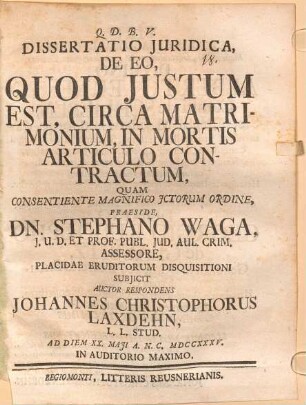 Q. D. B. V.
DISSERTATIO JURIDICA,
DE EO,
18.
QUOD JUSTUM
EST, CIRCA MATRI-
MONIUM, IN MORTIS
ARTICULO CON-
TRACTUM,
QUAM
CONSENTIENTE MAGNIFICO JCTORUM ORDINE,
PRAESIDE,
DN. STEPHANO WAGA,
J. U. D. ET PROF. PUBL. JUD. AUL. CRIM.
ASSESSORE,
PLACIDAE ERUDITORUM DISQUISITIONI
SUBJICIT
AUCTOR RESPONDENS
JOHANNES CHRISTOPHORUS
LAXDEHN,
L. L. STUD.
AD DIEM XX. MAJI A. N. C. MDCCXXXV.
IN AUDITORIO MAXIMO.
REGIOMONTI, LITTERIS REUSNERIANIS.